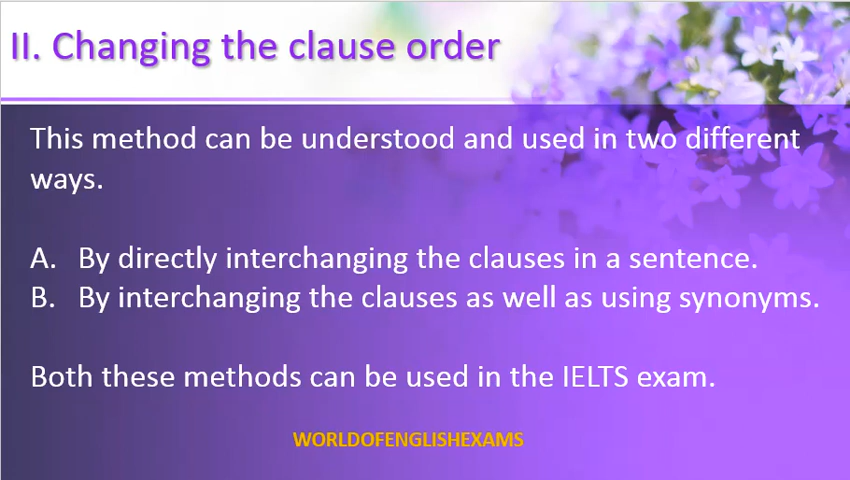 II. Changing the clause order
This method can be understood and used in two different
ways.
A. By directly interchanging the clauses in a sentence.
B. By interchanging the clauses as well as using synonyms.
Both these methods can be used in the IELTS exam.
WORLDOFENGLISHEXAMS